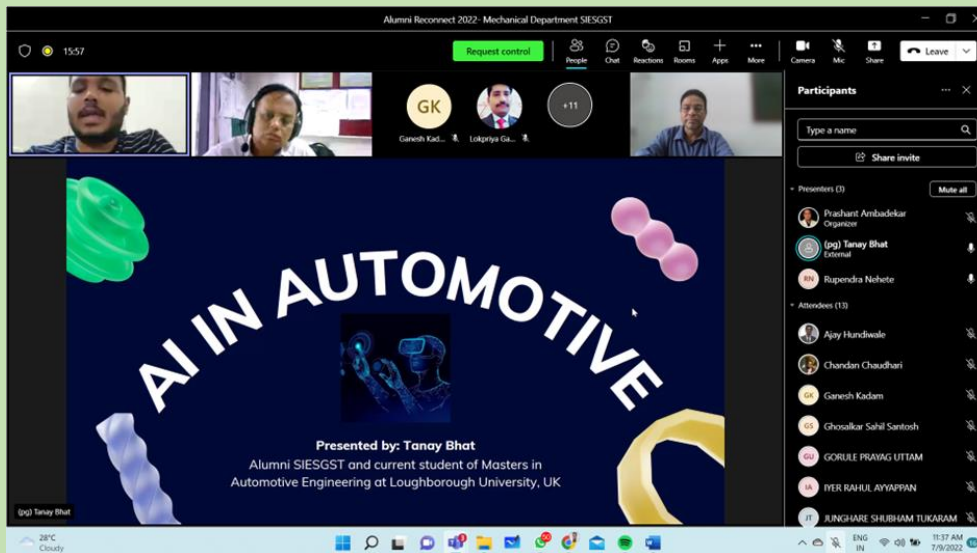 Alumni Reconnect 2022- Mechanical Department SIESGST
15:57
Request control
People
Chat
Reactions
Rooms
Apps
More
Camera
Mic
Share
Leave
GK
Ganesh Kad...
Lokpriya Ga...
+11
Participants
Type a name
Share invite
Presenters (3)
Mute all
Prashant Ambadekar
Organizer
(pg) Tanay Bhat
External
RN
Rupendra Nehete
Attendees (13)
Ajay Hundiwale
Chandan Chaudhari
GK
Ganesh Kadam
GS
Ghosalkar Sahil Santosh
GU
GORULE PRAYAG UTTAM
IA
IYER RAHUL AYYAPPAN
JT
JUNGHARE SHUBHAM TUKARAM
AI IN AUTOMOTIVE
Presented by: Tanay Bhat
Alumni SIESGST and current student of Masters in
Automotive Engineering at Loughborough University, UK
(pg) Tanay Bhat
28°C
Cloudy
ENG
IN
11:37 AM
7/9/2022